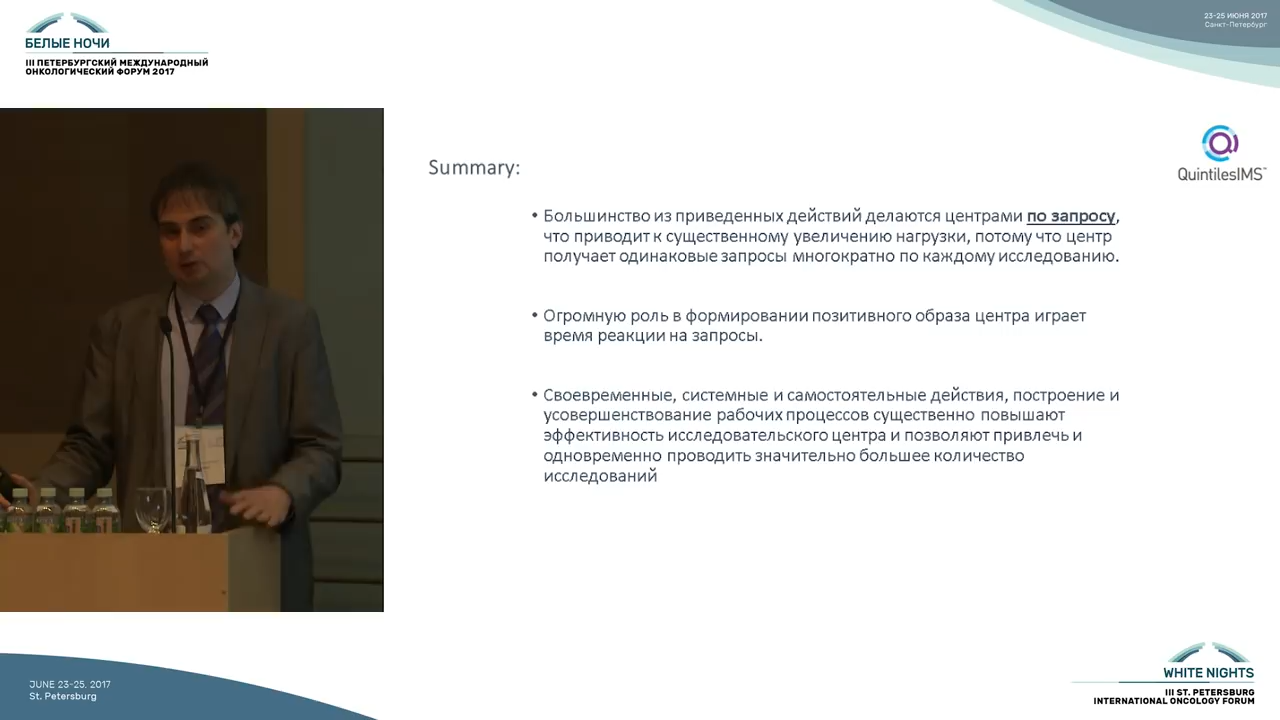 БЕЛЫЕ НОЧИ
III ПЕТЕРБУРГСКИЙ МЕЖДУНАРОДНЫЙ
ОНКОЛОГИЧЕСКИЙ ФОРУМ 2017
23-25 ИЮНЯ 2017
Санкт-Петербург
QuintilesIMS™
Summary:
• Большинство из приведенных действий делаются центрами по запросу,
что приводит к существенному увеличению нагрузки, потому что центр
получает одинаковые запросы многократно по каждому исследованию.
• Огромную роль в формировании позитивного образа центра играет
время реакции на запросы.
• Своевременные, системные и самостоятельные действия, построение и
усовершенствование рабочих процессов существенно повышают
эффективность исследовательского центра и позволяют привлечь и
одновременно проводить значительно большее количество
исследований
JUNE 23-25. 2017
St. Petersburg
WHITE NIGHTS
III ST. PETERSBURG
INTERNATIONAL ONCOLOGY FORUM